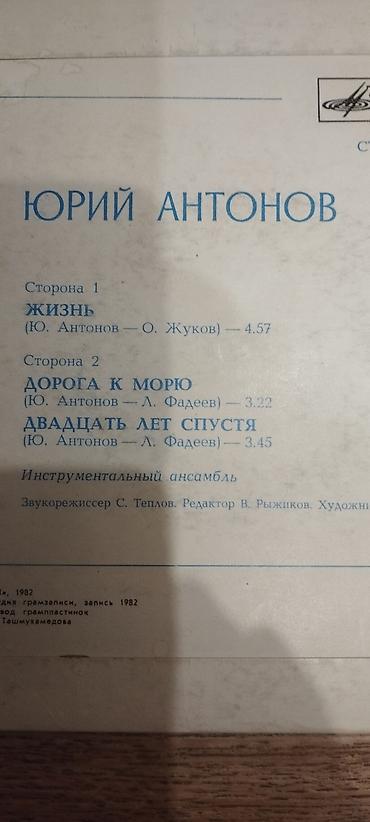 ЮРИЙ АНТОНОВ
Сторона 1
ЖИЗНЬ
(Ю. Антонов — О. Жуков) — 4.57
Сторона 2
ДОРОГА К МОРЮ
(Ю. Антонов — Л. Фадеев) — 3.22
ДВАДЦАТЬ ЛЕТ СПУСТЯ
(Ю. Антонов — Л. Фадеев) — 3.45
Инструментальный ансамбль
Звукорежиссер С. Теплов. Редактор В. Рыжиков.
1982
грамзаписи, запись 1982
грампластинок
Ташмухамедова